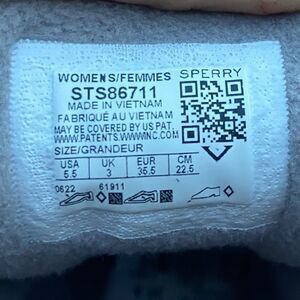 WOMENS/FEMMES SPERRY
STS86711
MADE IN VIETNAM
FABRIQUÉ AU VIETNAM
MAY BE COVERED BY US PAT.
WWW.PATENTS.WWWINC.COM
SIZE/GRANDEUR
USA UK EUR CM
5.5 3 35.5 22.5
0622 61911